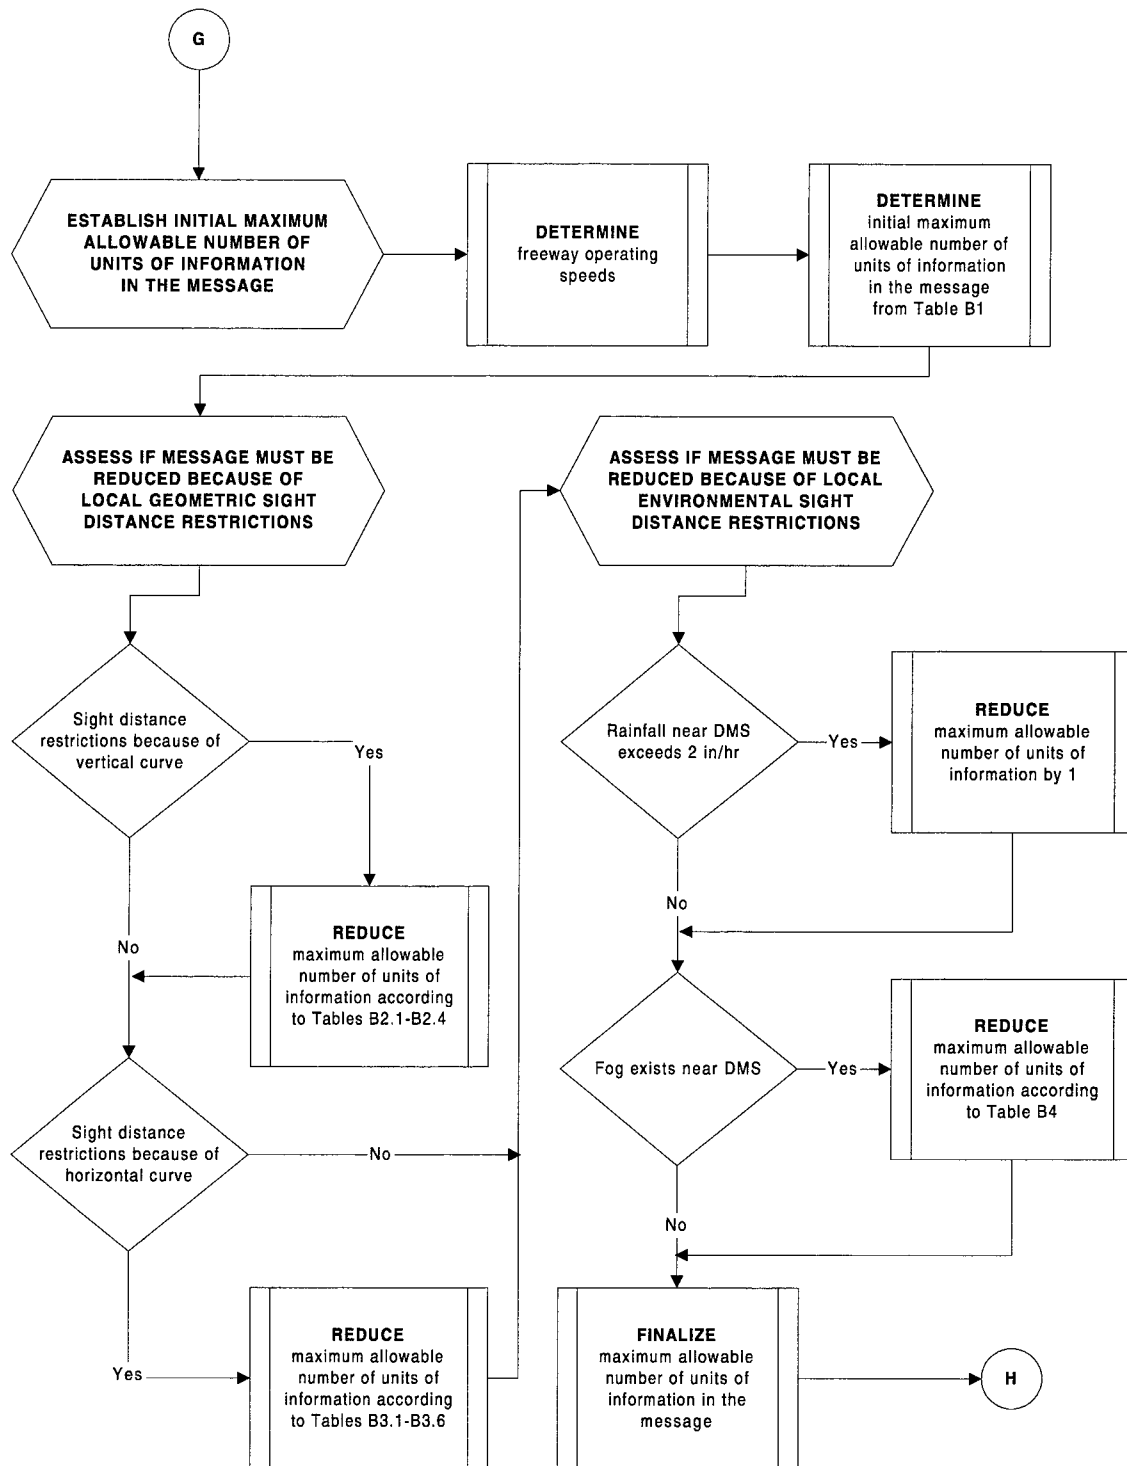 G
ESTABLISH INITIAL MAXIMUM
ALLOWABLE NUMBER OF
UNITS OF INFORMATION
IN THE MESSAGE
DETERMINE
freeway operating
speeds
DETERMINE
initial maximum
allowable number of
units of information
in the message
from Table B1
ASSESS IF MESSAGE MUST BE
REDUCED BECAUSE OF
LOCAL GEOMETRIC SIGHT
DISTANCE RESTRICTIONS
Sight distance
restrictions because of
vertical curve
Yes
No
REDUCE
maximum allowable
number of units of
information according
to Tables B2.1-B2.4
Sight distance
restrictions because of
horizontal curve
No
Yes
REDUCE
maximum allowable
number of units of
information according
to Tables B3.1-B3.6
ASSESS IF MESSAGE MUST BE
REDUCED BECAUSE OF LOCAL
ENVIRONMENTAL SIGHT
DISTANCE RESTRICTIONS
Rainfall near DMS
exceeds 2 in/hr
Yes
REDUCE
maximum allowable
number of units of
information by 1
No
Fog exists near DMS
Yes
REDUCE
maximum allowable
number of units of
information according
to Table B4
No
FINALIZE
maximum allowable
number of units of
information in the
message
H